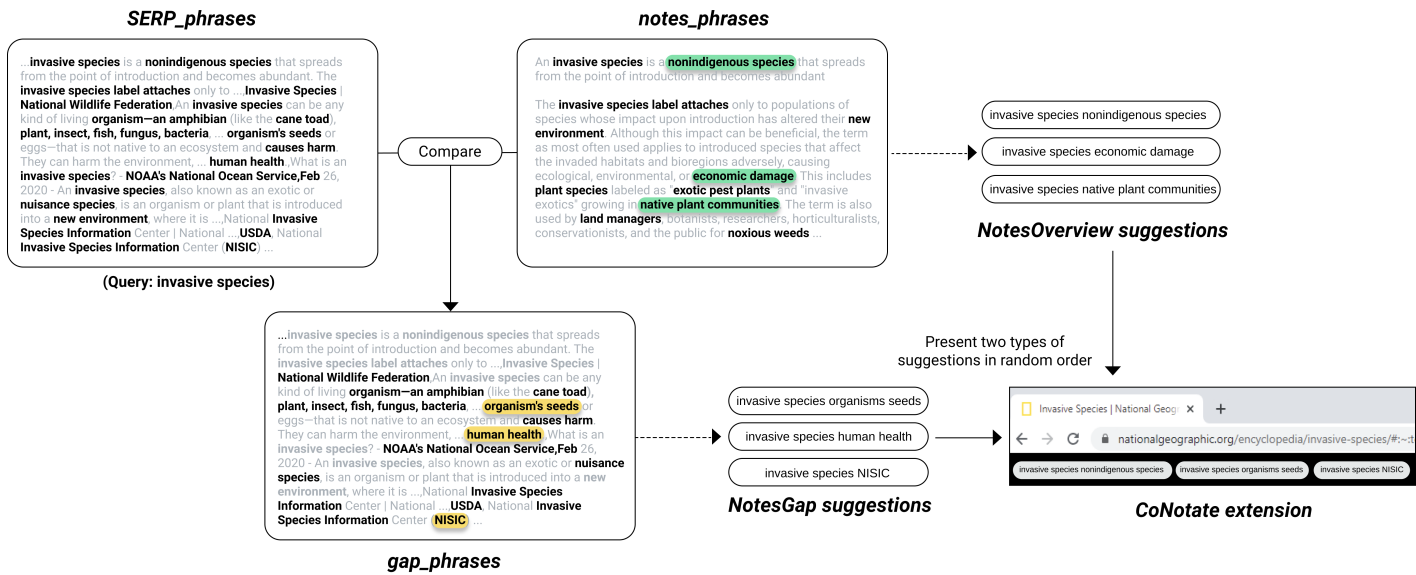 SERP_phrases
...invasive species is a nonindigenous species that spreads
from the point of introduction and becomes abundant. The
invasive species label attaches only to ...,Invasive Species |
National Wildlife Federation,An invasive species can be any
kind of living organism—an amphibian (like the cane toad),
plant, insect, fish, fungus, bacteria, ... organism's seeds or
eggs—that is not native to an ecosystem and causes harm.
They can harm the environment, ... human health.,What is an
invasive species? - NOAA's National Ocean Service,Feb 26,
2020 - An invasive species, also known as an exotic or
nuisance species, is an organism or plant that is introduced
into a new environment, where it is ...,National Invasive
Species Information Center | National ...,USDA, National
Invasive Species Information Center (NISIC) ...
(Query: invasive species)
Compare
notes_phrases
An invasive species is a nonindigenous species that spreads
from the point of introduction and becomes abundant
The invasive species label attaches only to populations of
species whose impact upon introduction has altered their new
environment. Although this impact can be beneficial, the term
as most often used applies to introduced species that affect
the invaded habitats and bioregions adversely, causing
ecological, environmental, or economic damage. This includes
plant species labeled as "exotic pest plants" and "invasive
exotics" growing in native plant communities. The term is also
used by land managers, botanists, researchers, horticulturalists,
conservationists, and the public for noxious weeds ...
invasive species nonindigenous species
invasive species economic damage
invasive species native plant communities
NotesOverview suggestions
...invasive species is a nonindigenous species that spreads
from the point of introduction and becomes abundant. The
invasive species label attaches only to ...,Invasive Species |
National Wildlife Federation,An invasive species can be any
kind of living organism—an amphibian (like the cane toad),
plant, insect, fish, fungus, bacteria, ... organism's seeds or
eggs—that is not native to an ecosystem and causes harm.
They can harm the environment, ... human health.,What is an
invasive species? - NOAA's National Ocean Service,Feb 26,
2020 - An invasive species, also known as an exotic or nuisance
species, is an organism or plant that is introduced into a new
environment, where it is ...,National Invasive Species
Information Center | National ...,USDA, National Invasive
Species Information Center (NISIC) ...
gap_phrases
invasive species organisms seeds
invasive species human health
invasive species NISIC
NotesGap suggestions
Present two types of
suggestions in random order
Invasive Species | National Geogr
nationalgeographic.org/encyclopedia/invasive-species/#:~:t
invasive species nonindigenous species
invasive species organisms seeds
invasive species NISIC
CoNotate extension